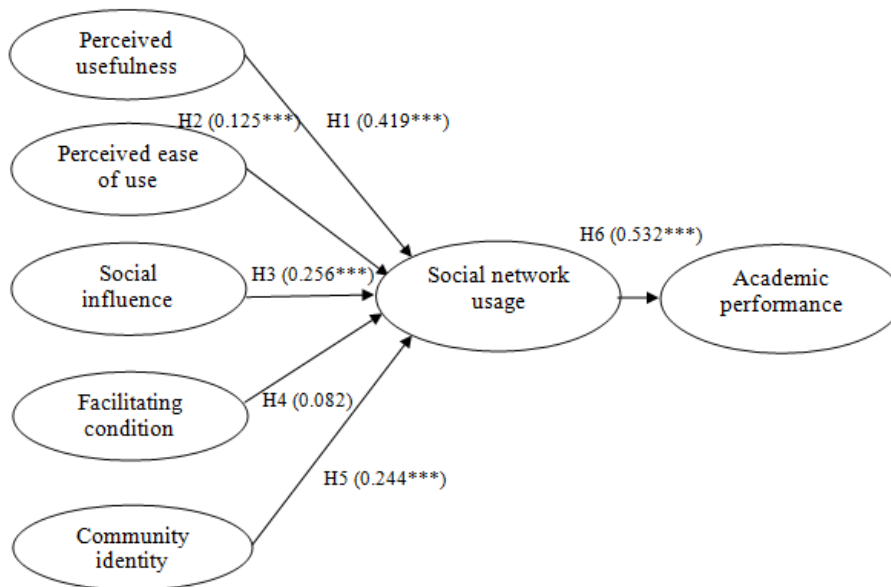 Perceived
usefulness
H2 (0.125***)
H1 (0.419***)
Perceived ease
of use
H6 (0.532***)
Social
influence
H3 (0.256***)
Social network
usage
Academic
performance
Facilitating
condition
H4 (0.082)
H5 (0.244***)
Community
identity